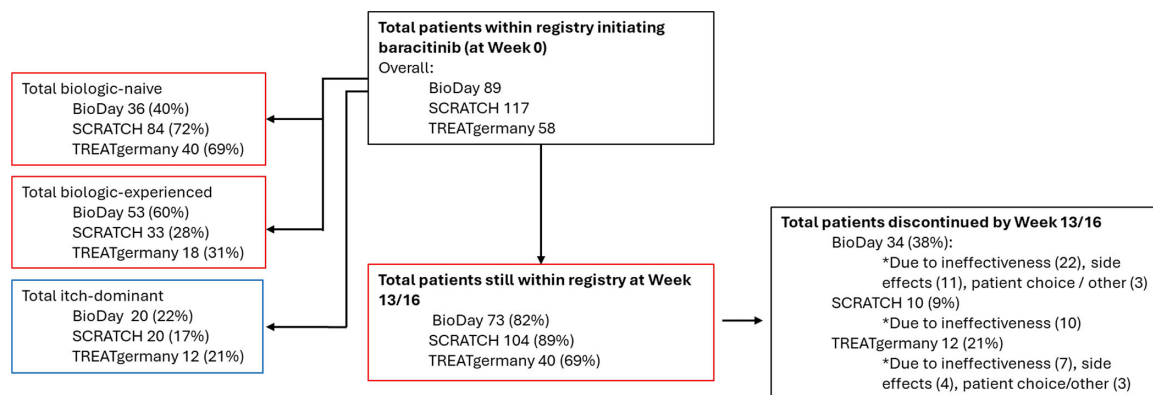 Total patients within registry initiating
baracitinib (at Week 0)
Overall:
BioDay 89
SCRATCH 117
TREATgermany 58
Total biologic-naive
BioDay 36 (40%)
SCRATCH 84 (72%)
TREATgermany 40 (69%)
Total biologic-experienced
BioDay 53 (60%)
SCRATCH 33 (28%)
TREATgermany 18 (31%)
Total itch-dominant
BioDay 20 (22%)
SCRATCH 20 (17%)
TREATgermany 12 (21%)
Total patients still within registry at Week
13/16
BioDay 73 (82%)
SCRATCH 104 (89%)
TREATgermany 40 (69%)
Total patients discontinued by Week 13/16
BioDay 34 (38%):
*Due to ineffectiveness (22), side
effects (11), patient choice / other (3)
SCRATCH 10 (9%)
*Due to ineffectiveness (10)
TREATgermany 12 (21%)
*Due to ineffectiveness (7), side
effects (4), patient choice/other (3)